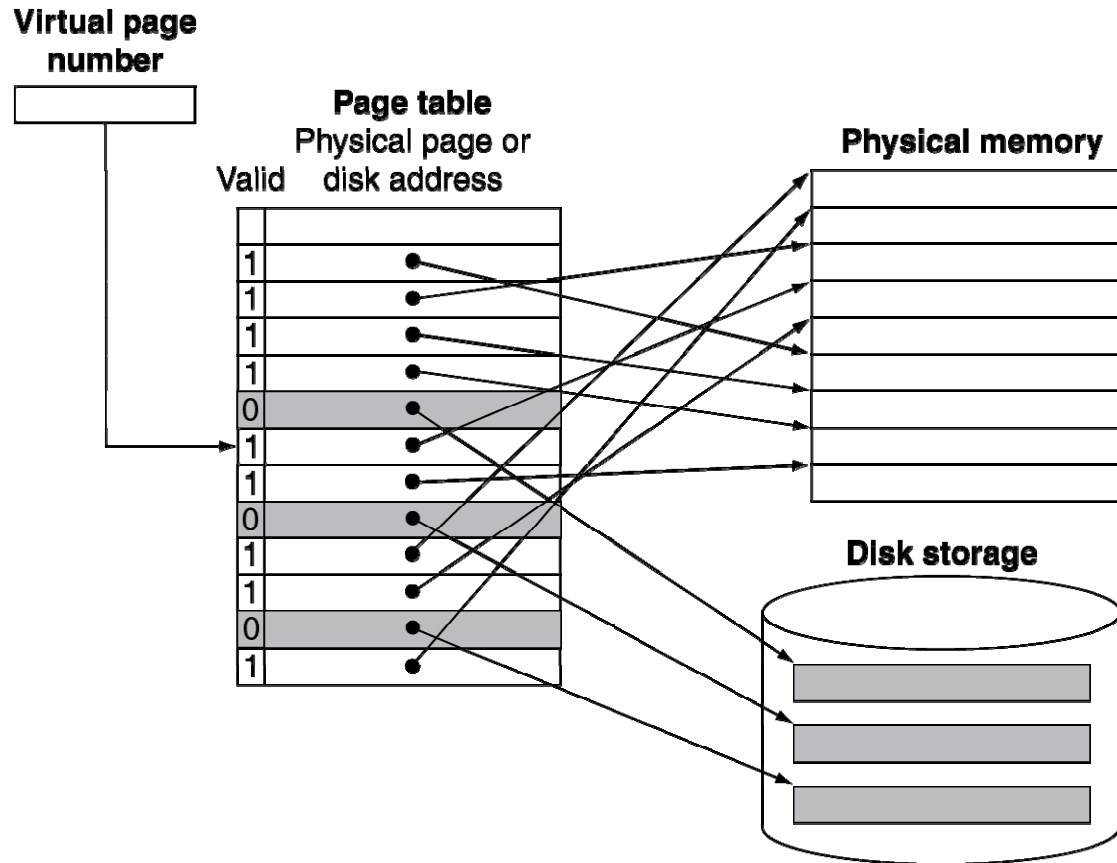 Virtual page
number
Page table
Physical page or
Valid disk address
Physical memory
1
1
1
1
0
1
1
0
1
1
0
1
Disk storage